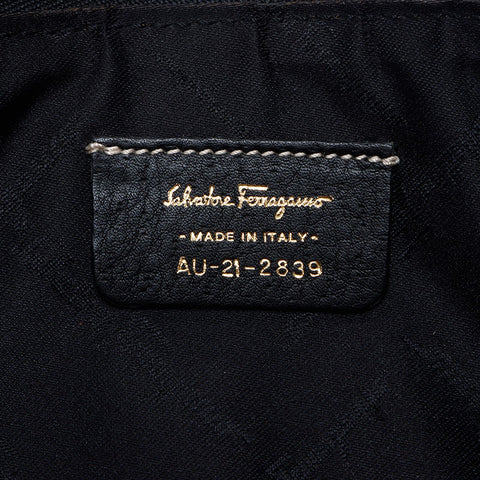 Salvatore Ferragamo
- MADE IN ITALY -
AU-21-2839